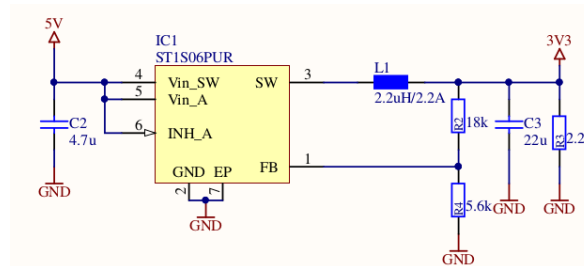 5V
IC1
ST1S06PUR
3V3
4
Vin_SW
SW
3
L1
5
Vin_A
2.2uH/2.2A
C2
4.7u
6
INH_A
R2
18k
C3
22u
R3
2.2
FB
1
GND
EP
2
7
R4
5.6k
GND
GND
GND
GND
GND